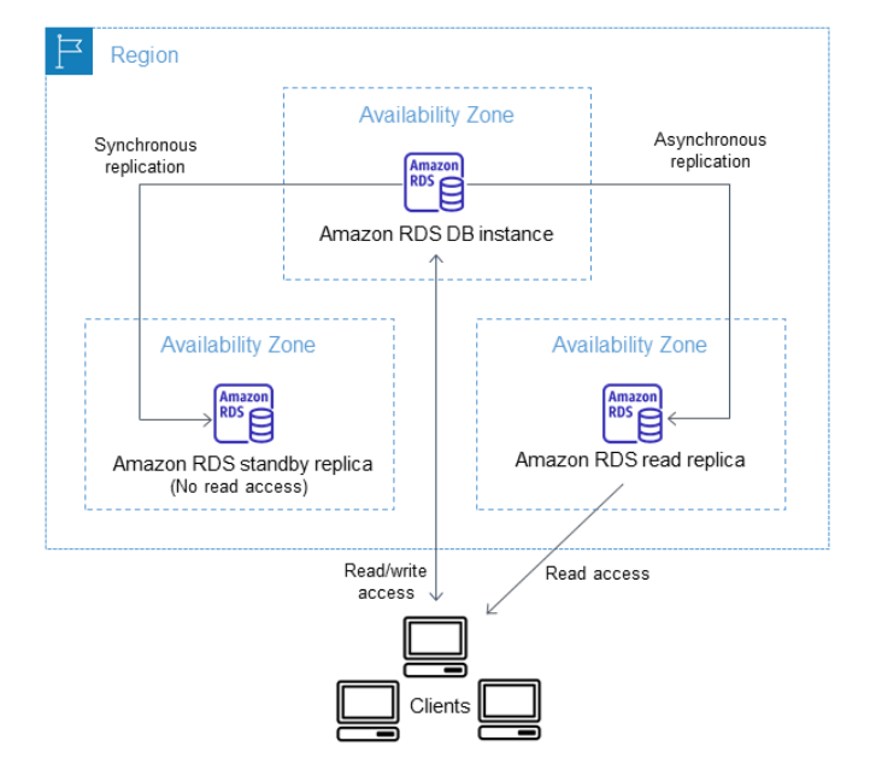 Region
Availability Zone
Synchronous
replication
Asynchronous
replication
Amazon
RDS
Amazon RDS DB instance
Availability Zone
Amazon
RDS
Amazon RDS standby replica
(No read access)
Availability Zone
Amazon
RDS
Amazon RDS read replica
Read/write
access
Read access
Clients